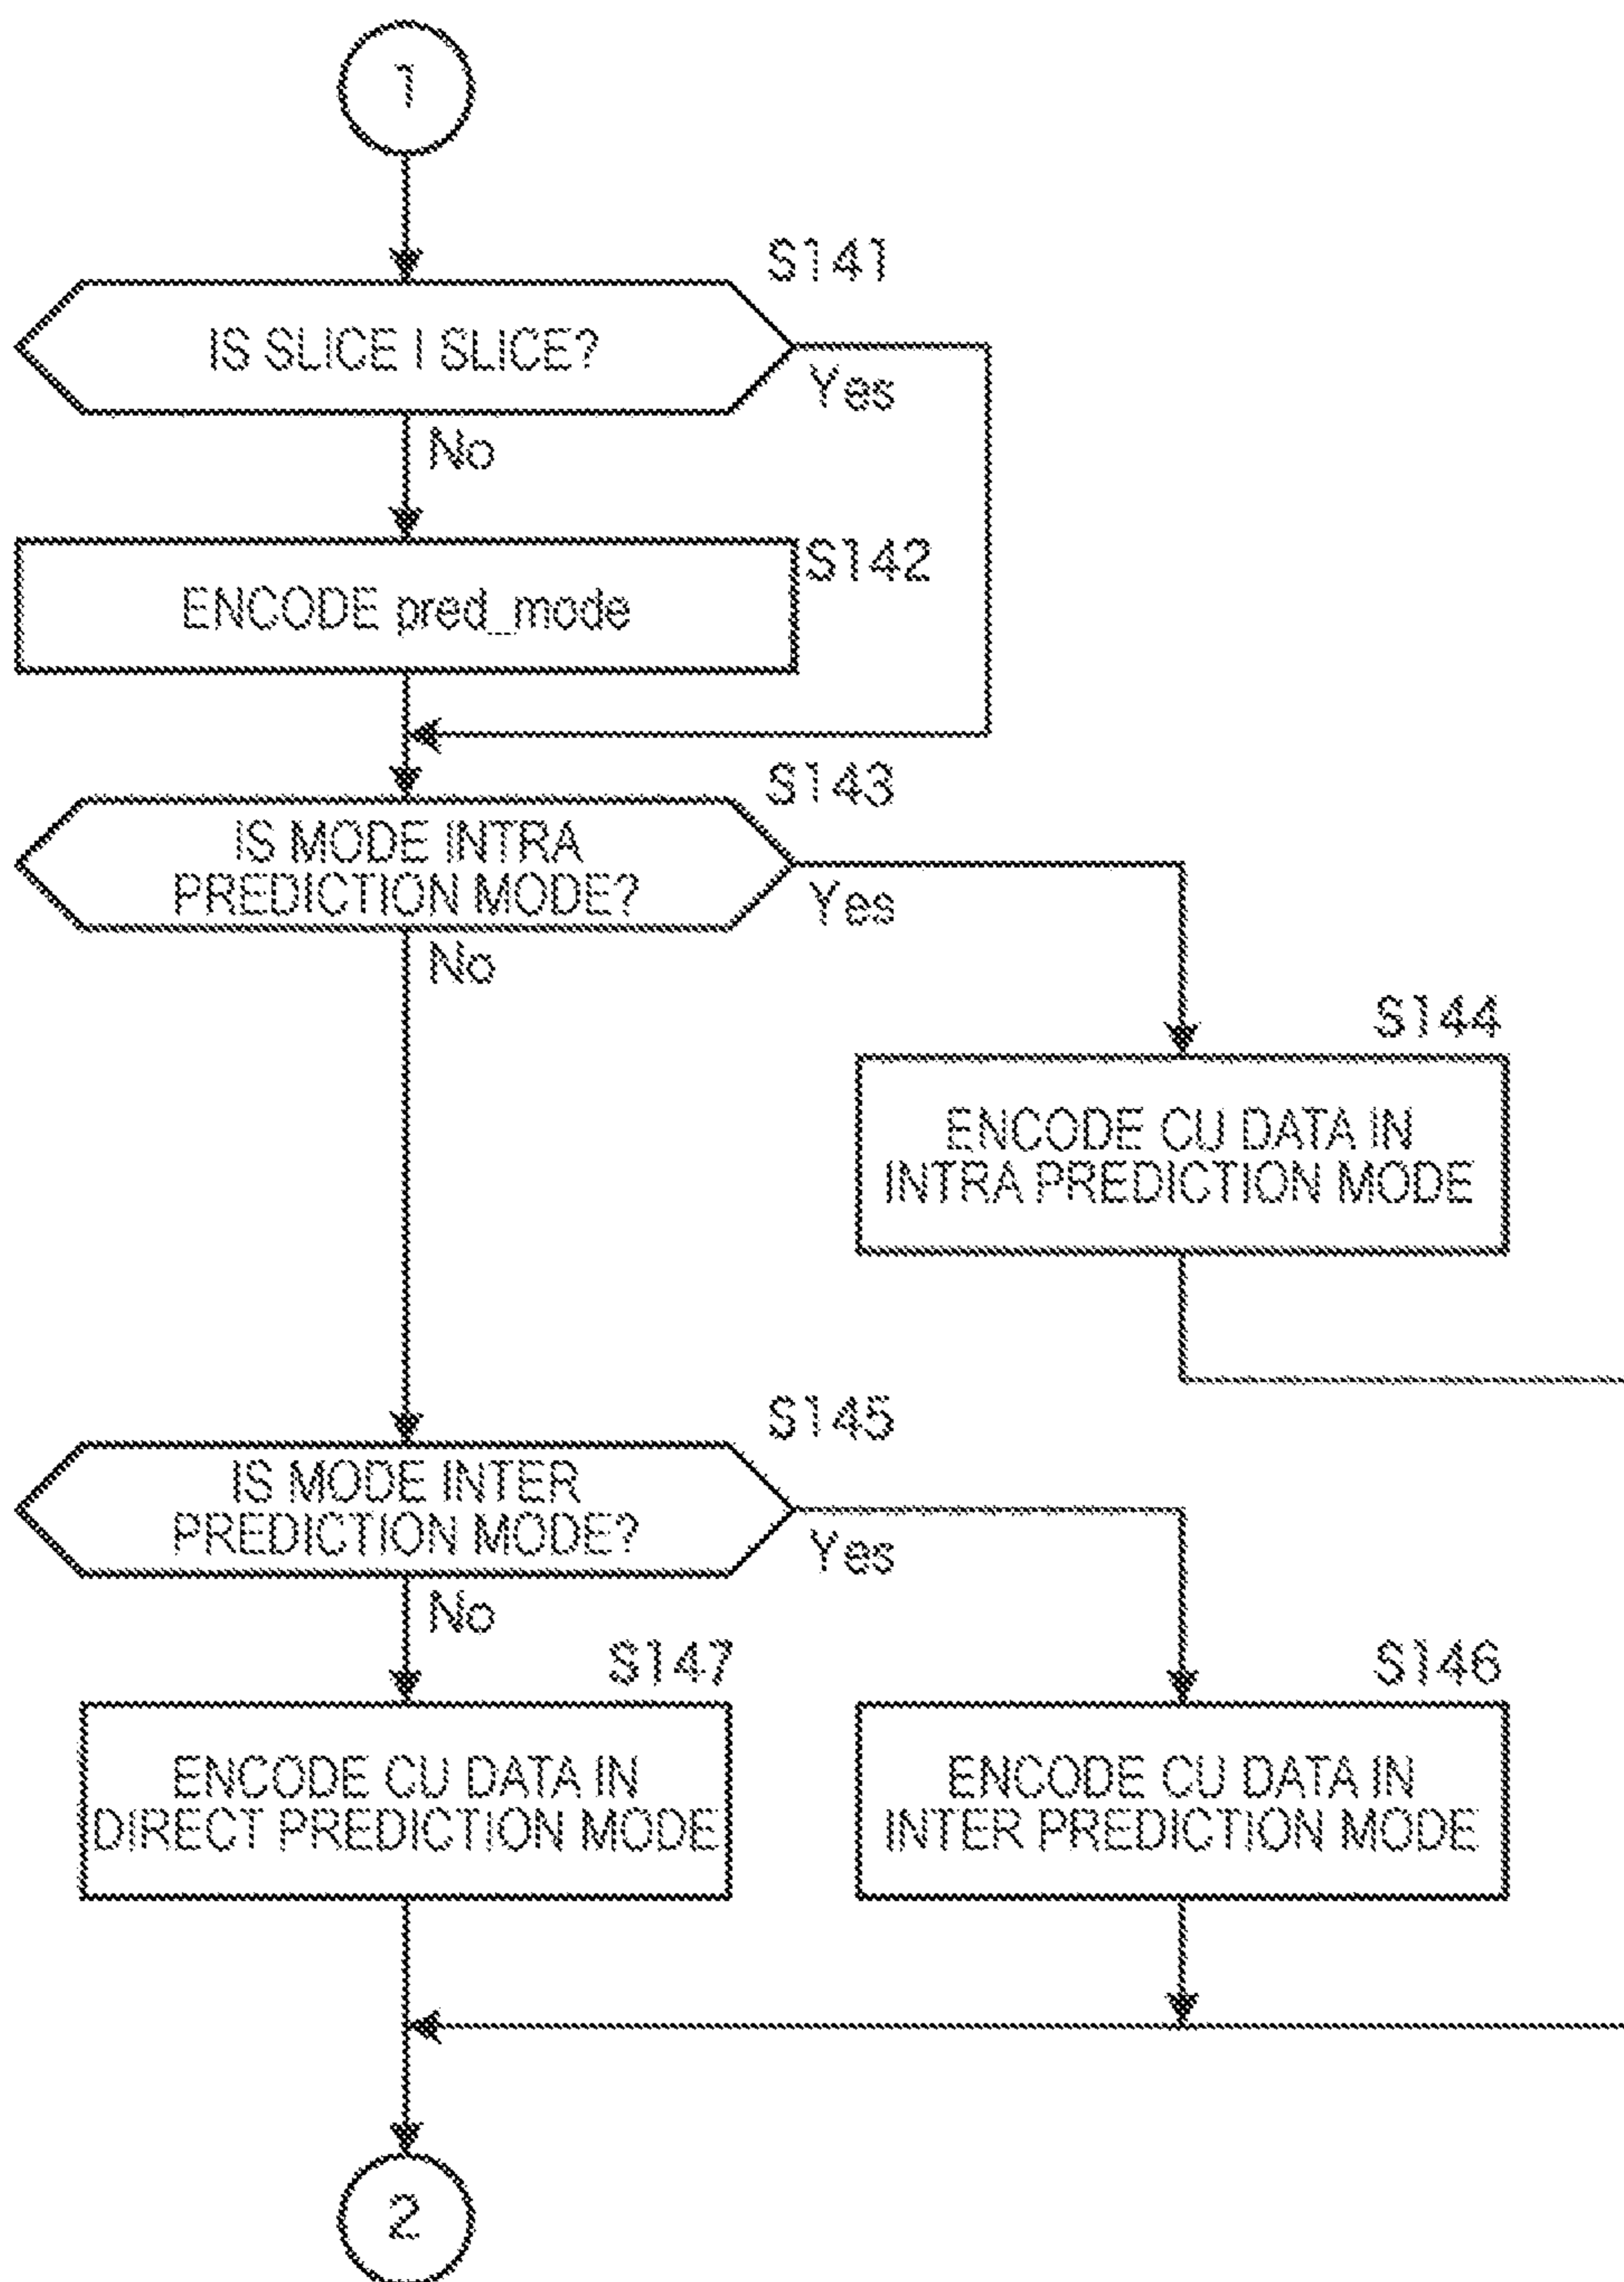 1
S141
IS SLICE I SLICE?
Yes
No
S142
ENCODE pred_mode
S143
IS MODE INTRA
PREDICTION MODE?
Yes
No
S144
ENCODE CU DATA IN
INTRA PREDICTION MODE
S145
IS MODE INTER
PREDICTION MODE?
Yes
No
S147
ENCODE CU DATA IN
DIRECT PREDICTION MODE
S146
ENCODE CU DATA IN
INTER PREDICTION MODE
2